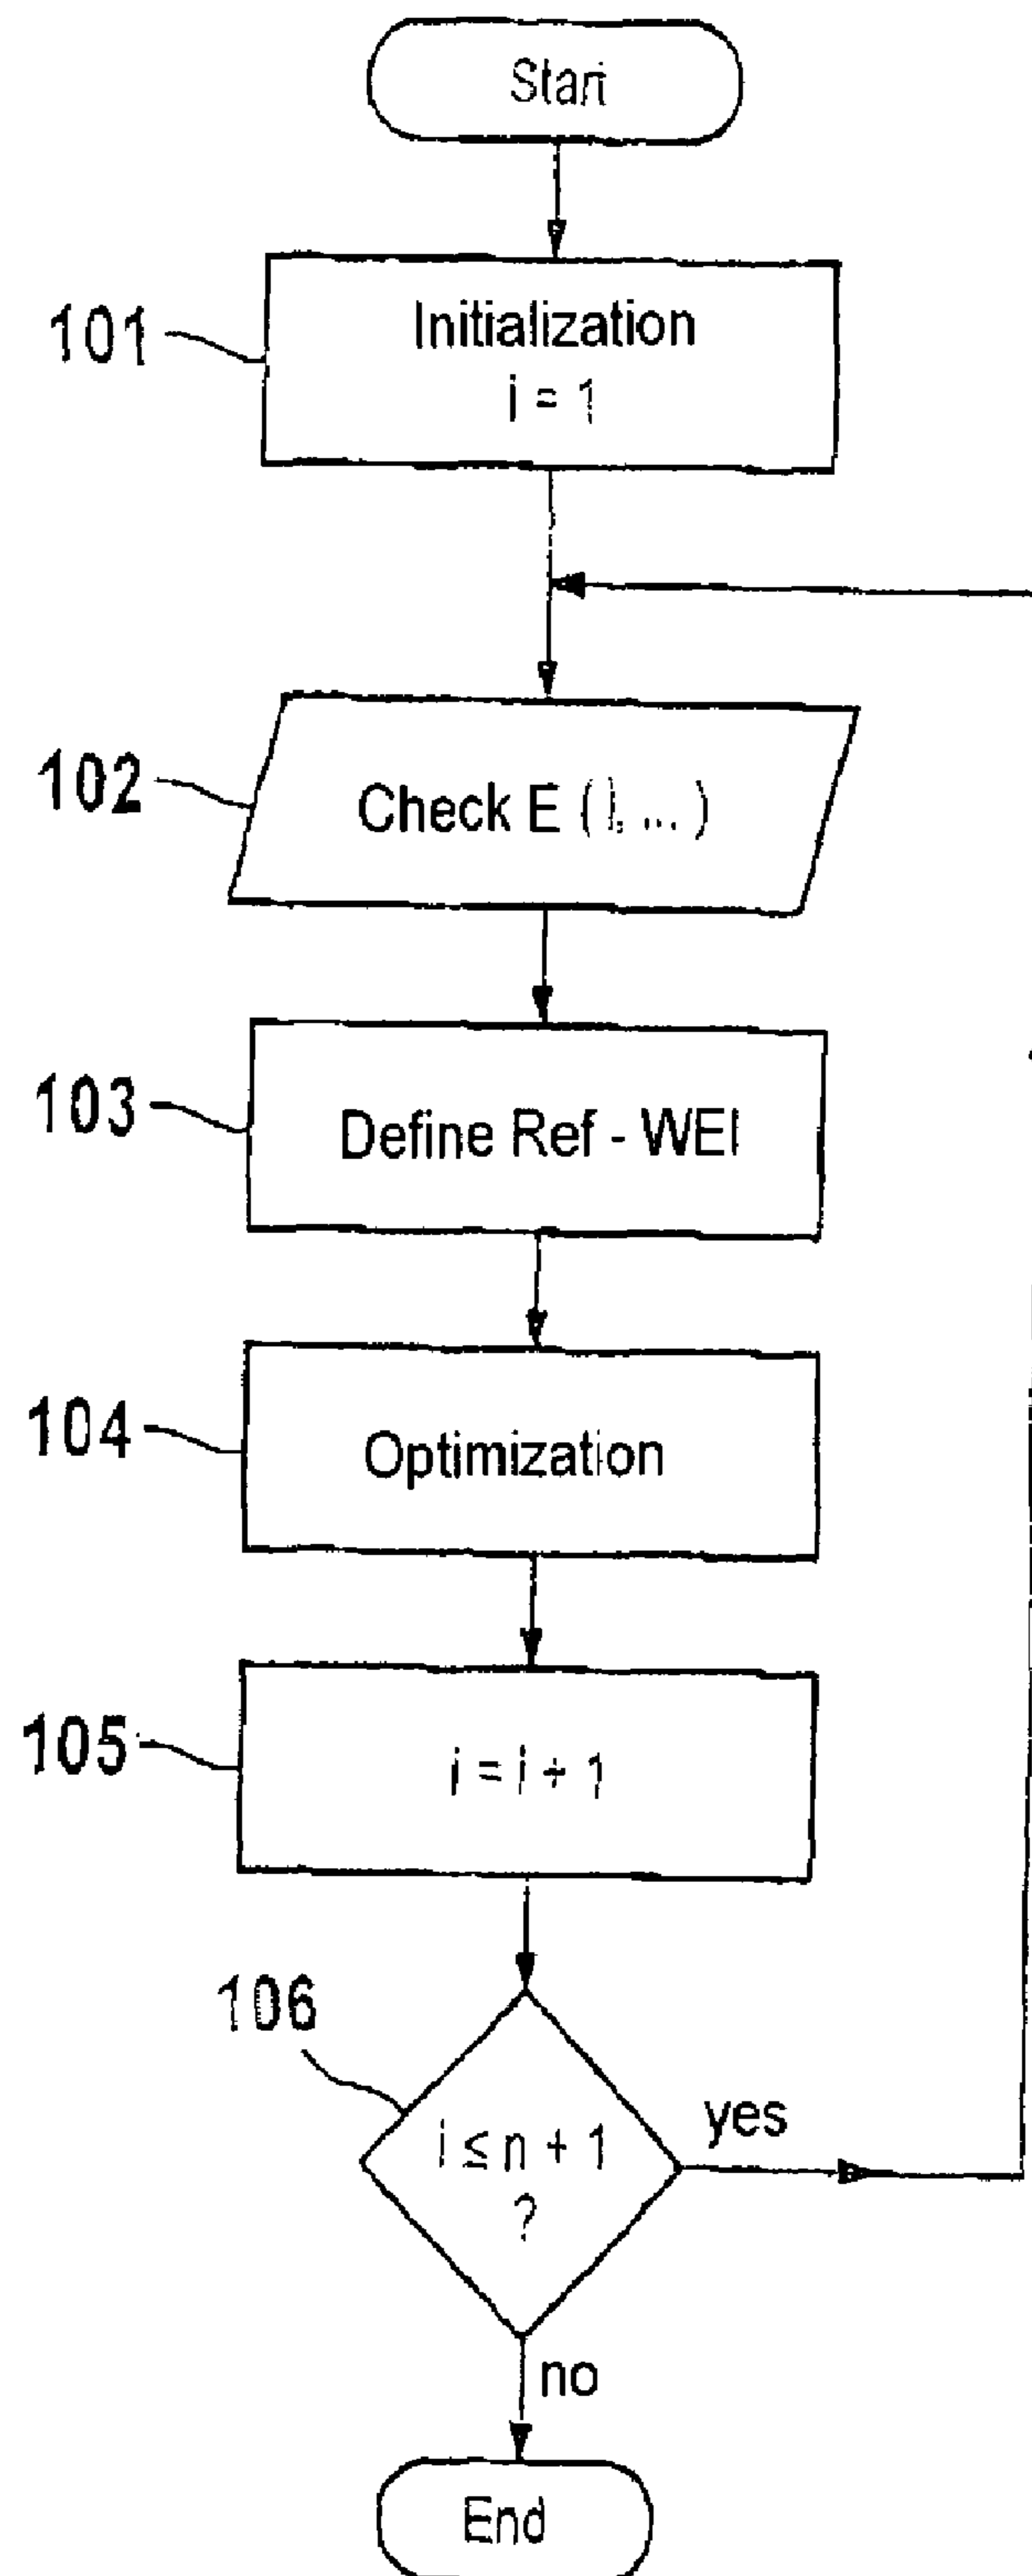 Start
101
Initialization
i = 1
102
Check E (i, ... )
103
Define Ref - WEI
104
Optimization
105
i = i + 1
106
i ≤ n + 1
?
yes
no
End